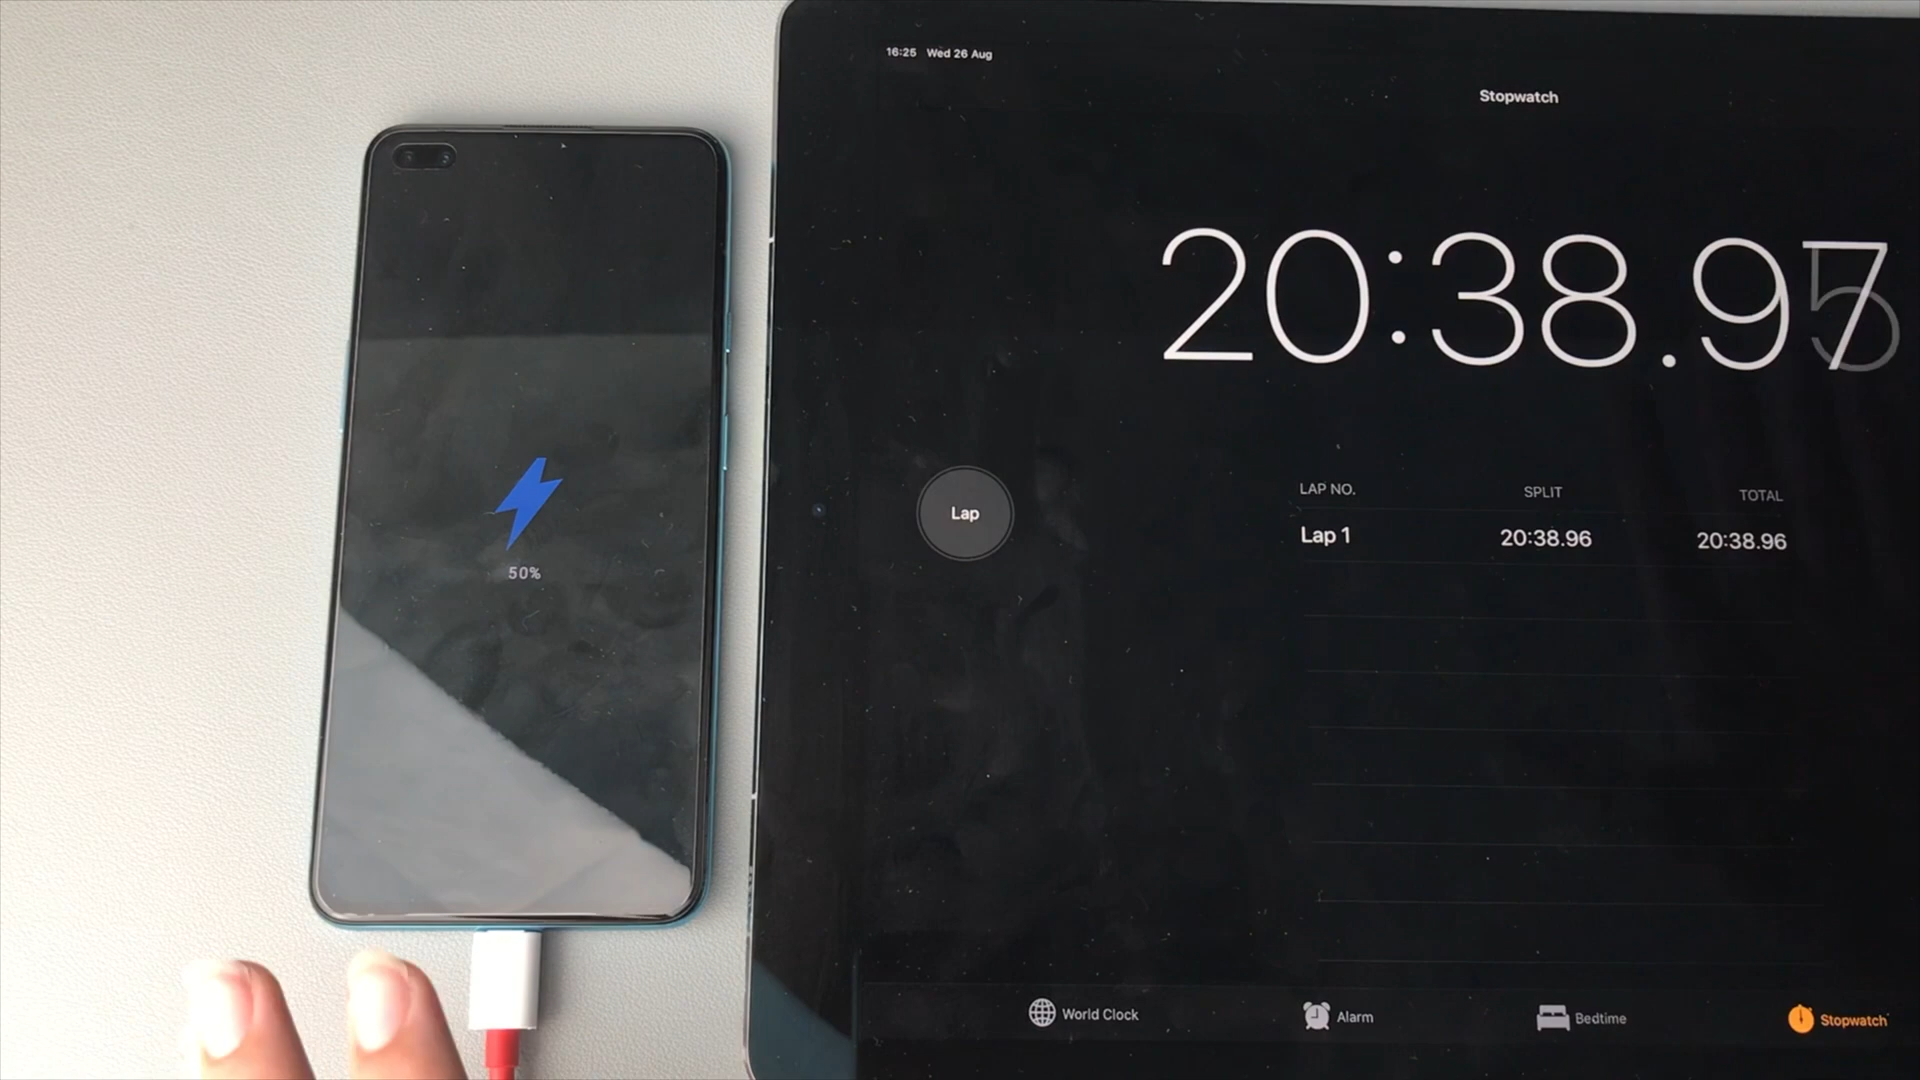 16:25 Wed 26 Aug
Stopwatch
20:38.97
50%
Lap
LAP NO. SPLIT TOTAL
Lap 1 20:38.96 20:38.96
World Clock Alarm Bedtime Stopwatch